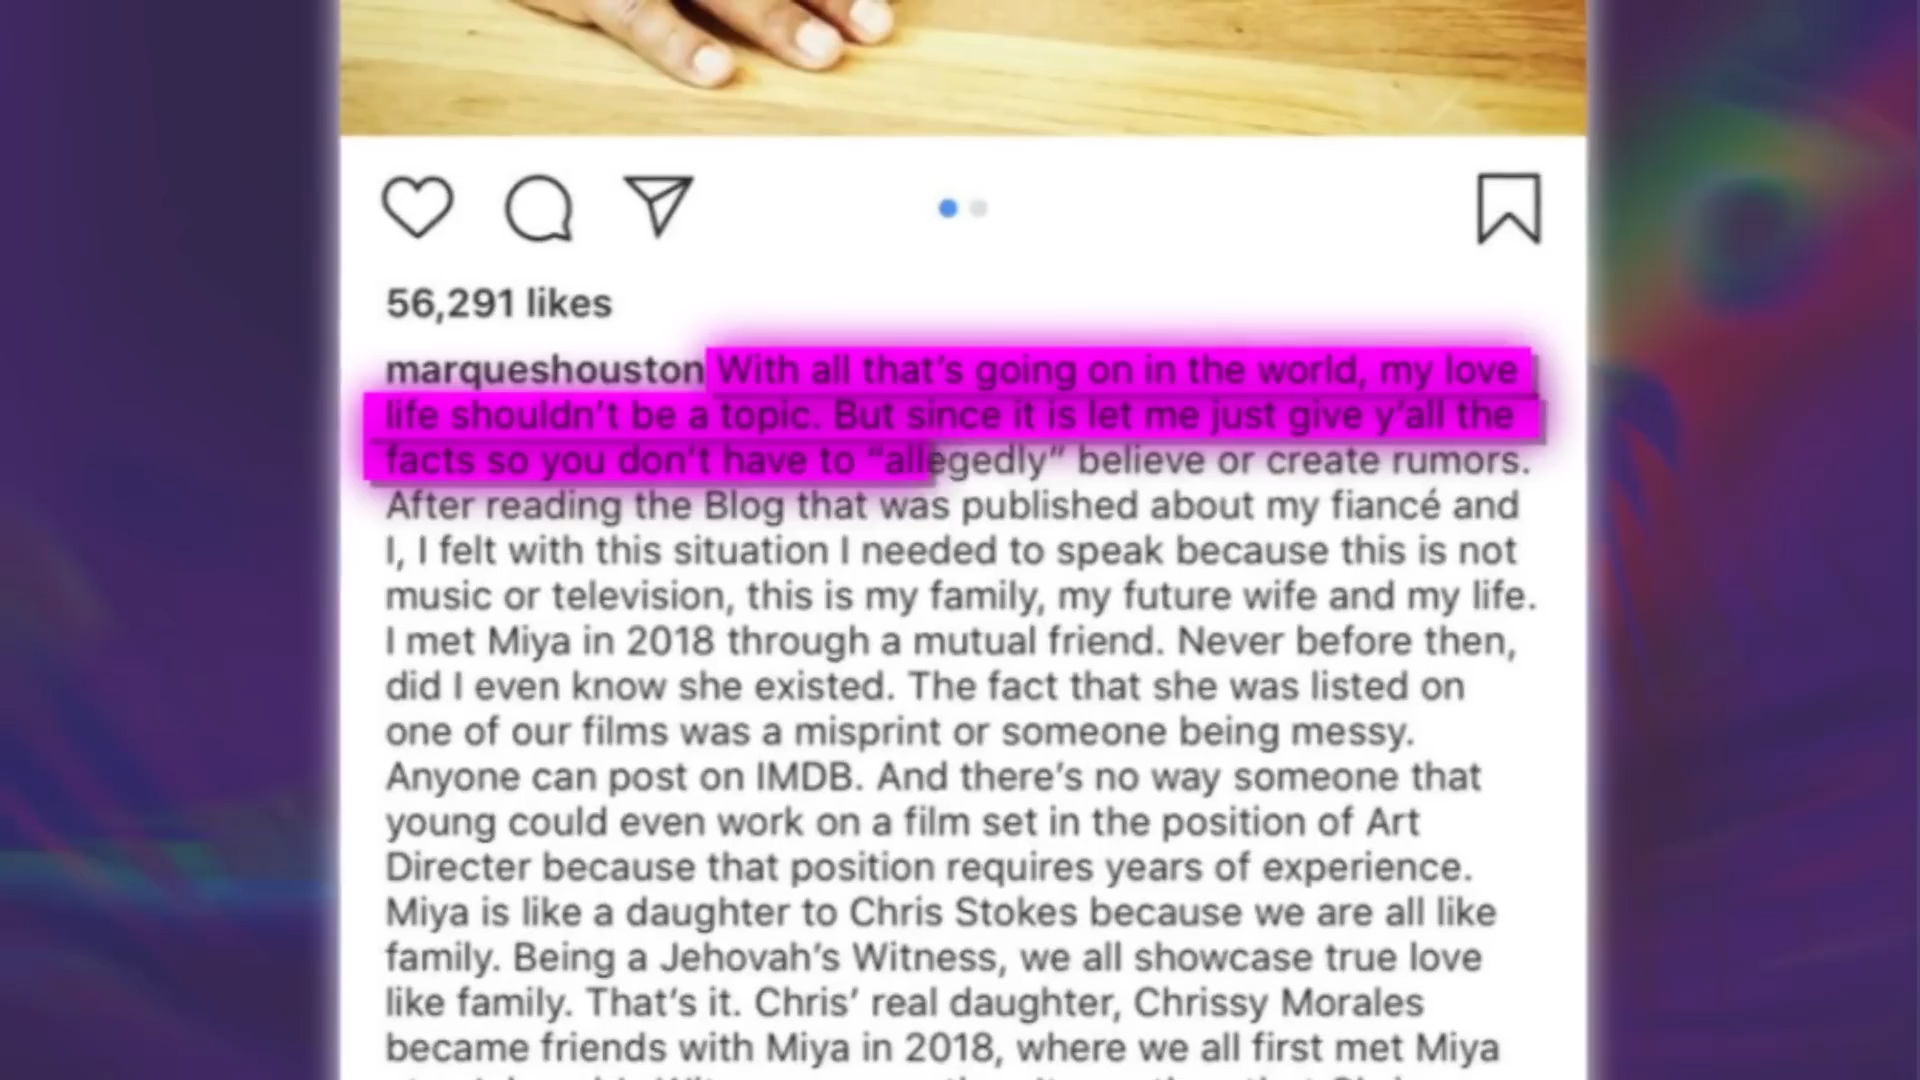 56,291 likes
marqueshouston With all that's going on in the world, my love
life shouldn't be a topic. But since it is let me just give y'all the
facts so you don't have to “allegedly” believe or create rumors.
After reading the Blog that was published about my fiancé and
I, I felt with this situation I needed to speak because this is not
music or television, this is my family, my future wife and my life.
I met Miya in 2018 through a mutual friend. Never before then,
did I even know she existed. The fact that she was listed on
one of our films was a misprint or someone being messy.
Anyone can post on IMDB. And there's no way someone that
young could even work on a film set in the position of Art
Directer because that position requires years of experience.
Miya is like a daughter to Chris Stokes because we are all like
family. Being a Jehovah's Witness, we all showcase true love
like family. That's it. Chris' real daughter, Chrissy Morales
became friends with Miya in 2018, where we all first met Miya